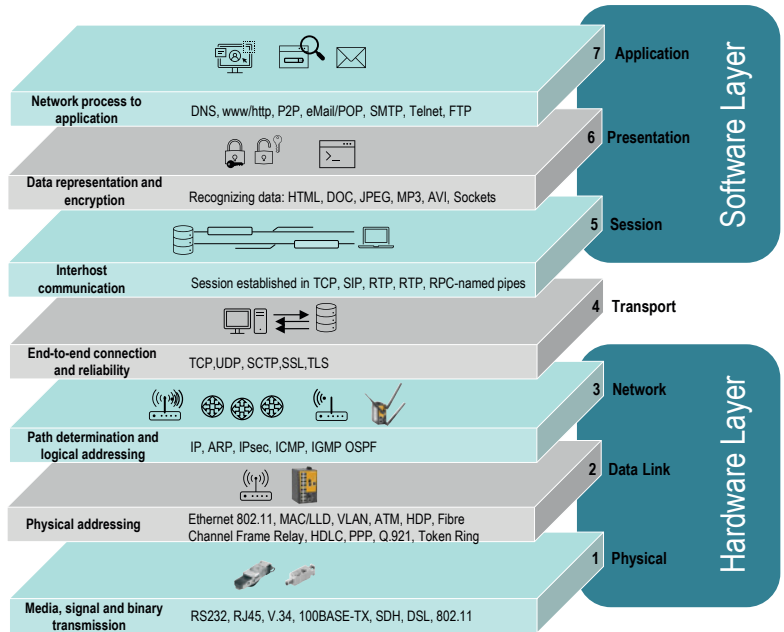 7 Application
Network process to
application
DNS, www/http, P2P, eMail/POP, SMTP, Telnet, FTP
6 Presentation
Data representation and
encryption
Recognizing data: HTML, DOC, JPEG, MP3, AVI, Sockets
5 Session
Interhost
communication
Session established in TCP, SIP, RTP, RTP, RPC-named pipes
Software Layer
4 Transport
End-to-end connection
and reliability
TCP,UDP, SCTP,SSL,TLS
3 Network
Path determination and
logical addressing
IP, ARP, IPsec, ICMP, IGMP OSPF
2 Data Link
Physical addressing
Ethernet 802.11, MAC/LLD, VLAN, ATM, HDP, Fibre
Channel Frame Relay, HDLC, PPP, Q.921, Token Ring
1 Physical
Media, signal and binary
transmission
RS232, RJ45, V.34, 100BASE-TX, SDH, DSL, 802.11
Hardware Layer